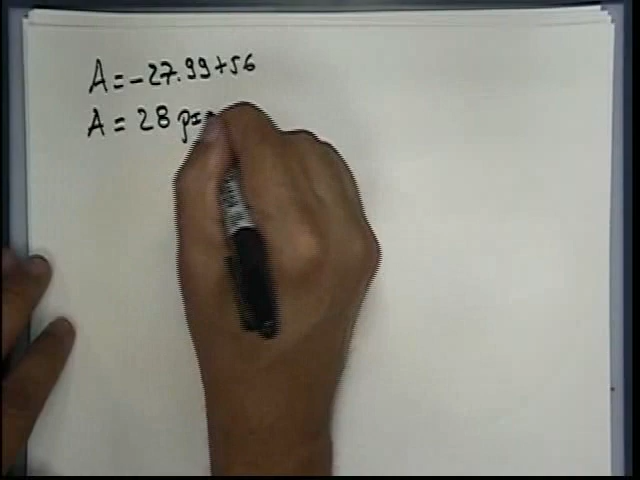 A = -27.99+56
A = 28